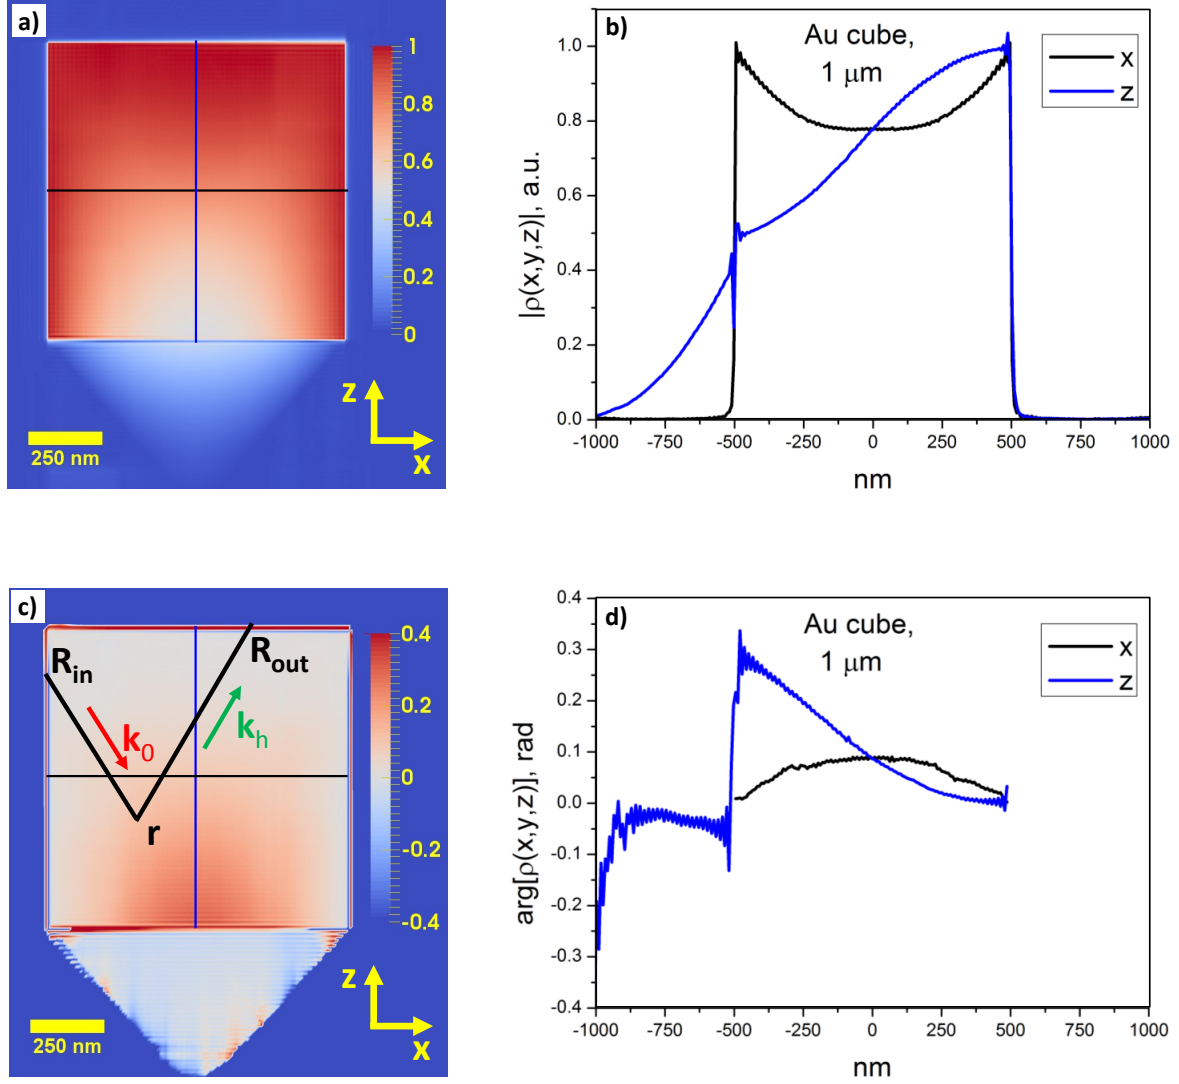 a)
1
0.8
0.6
0.4
0.2
0
z
x
250 nm
b)
Au cube,
1 μm
x
z
|ρ(x,y,z)|, a.u.
1.0
0.8
0.6
0.4
0.2
0.0
-1000 -750 -500 -250 0 250 500 750 1000
nm
c)
Rin
Rout
k0
kh
r
0.4
0.2
0
-0.2
-0.4
z
x
250 nm
d)
Au cube,
1 μm
x
z
arg[ρ(x,y,z)], rad
0.4
0.3
0.2
0.1
0.0
-0.1
-0.2
-0.3
-0.4
-1000 -750 -500 -250 0 250 500 750 1000
nm